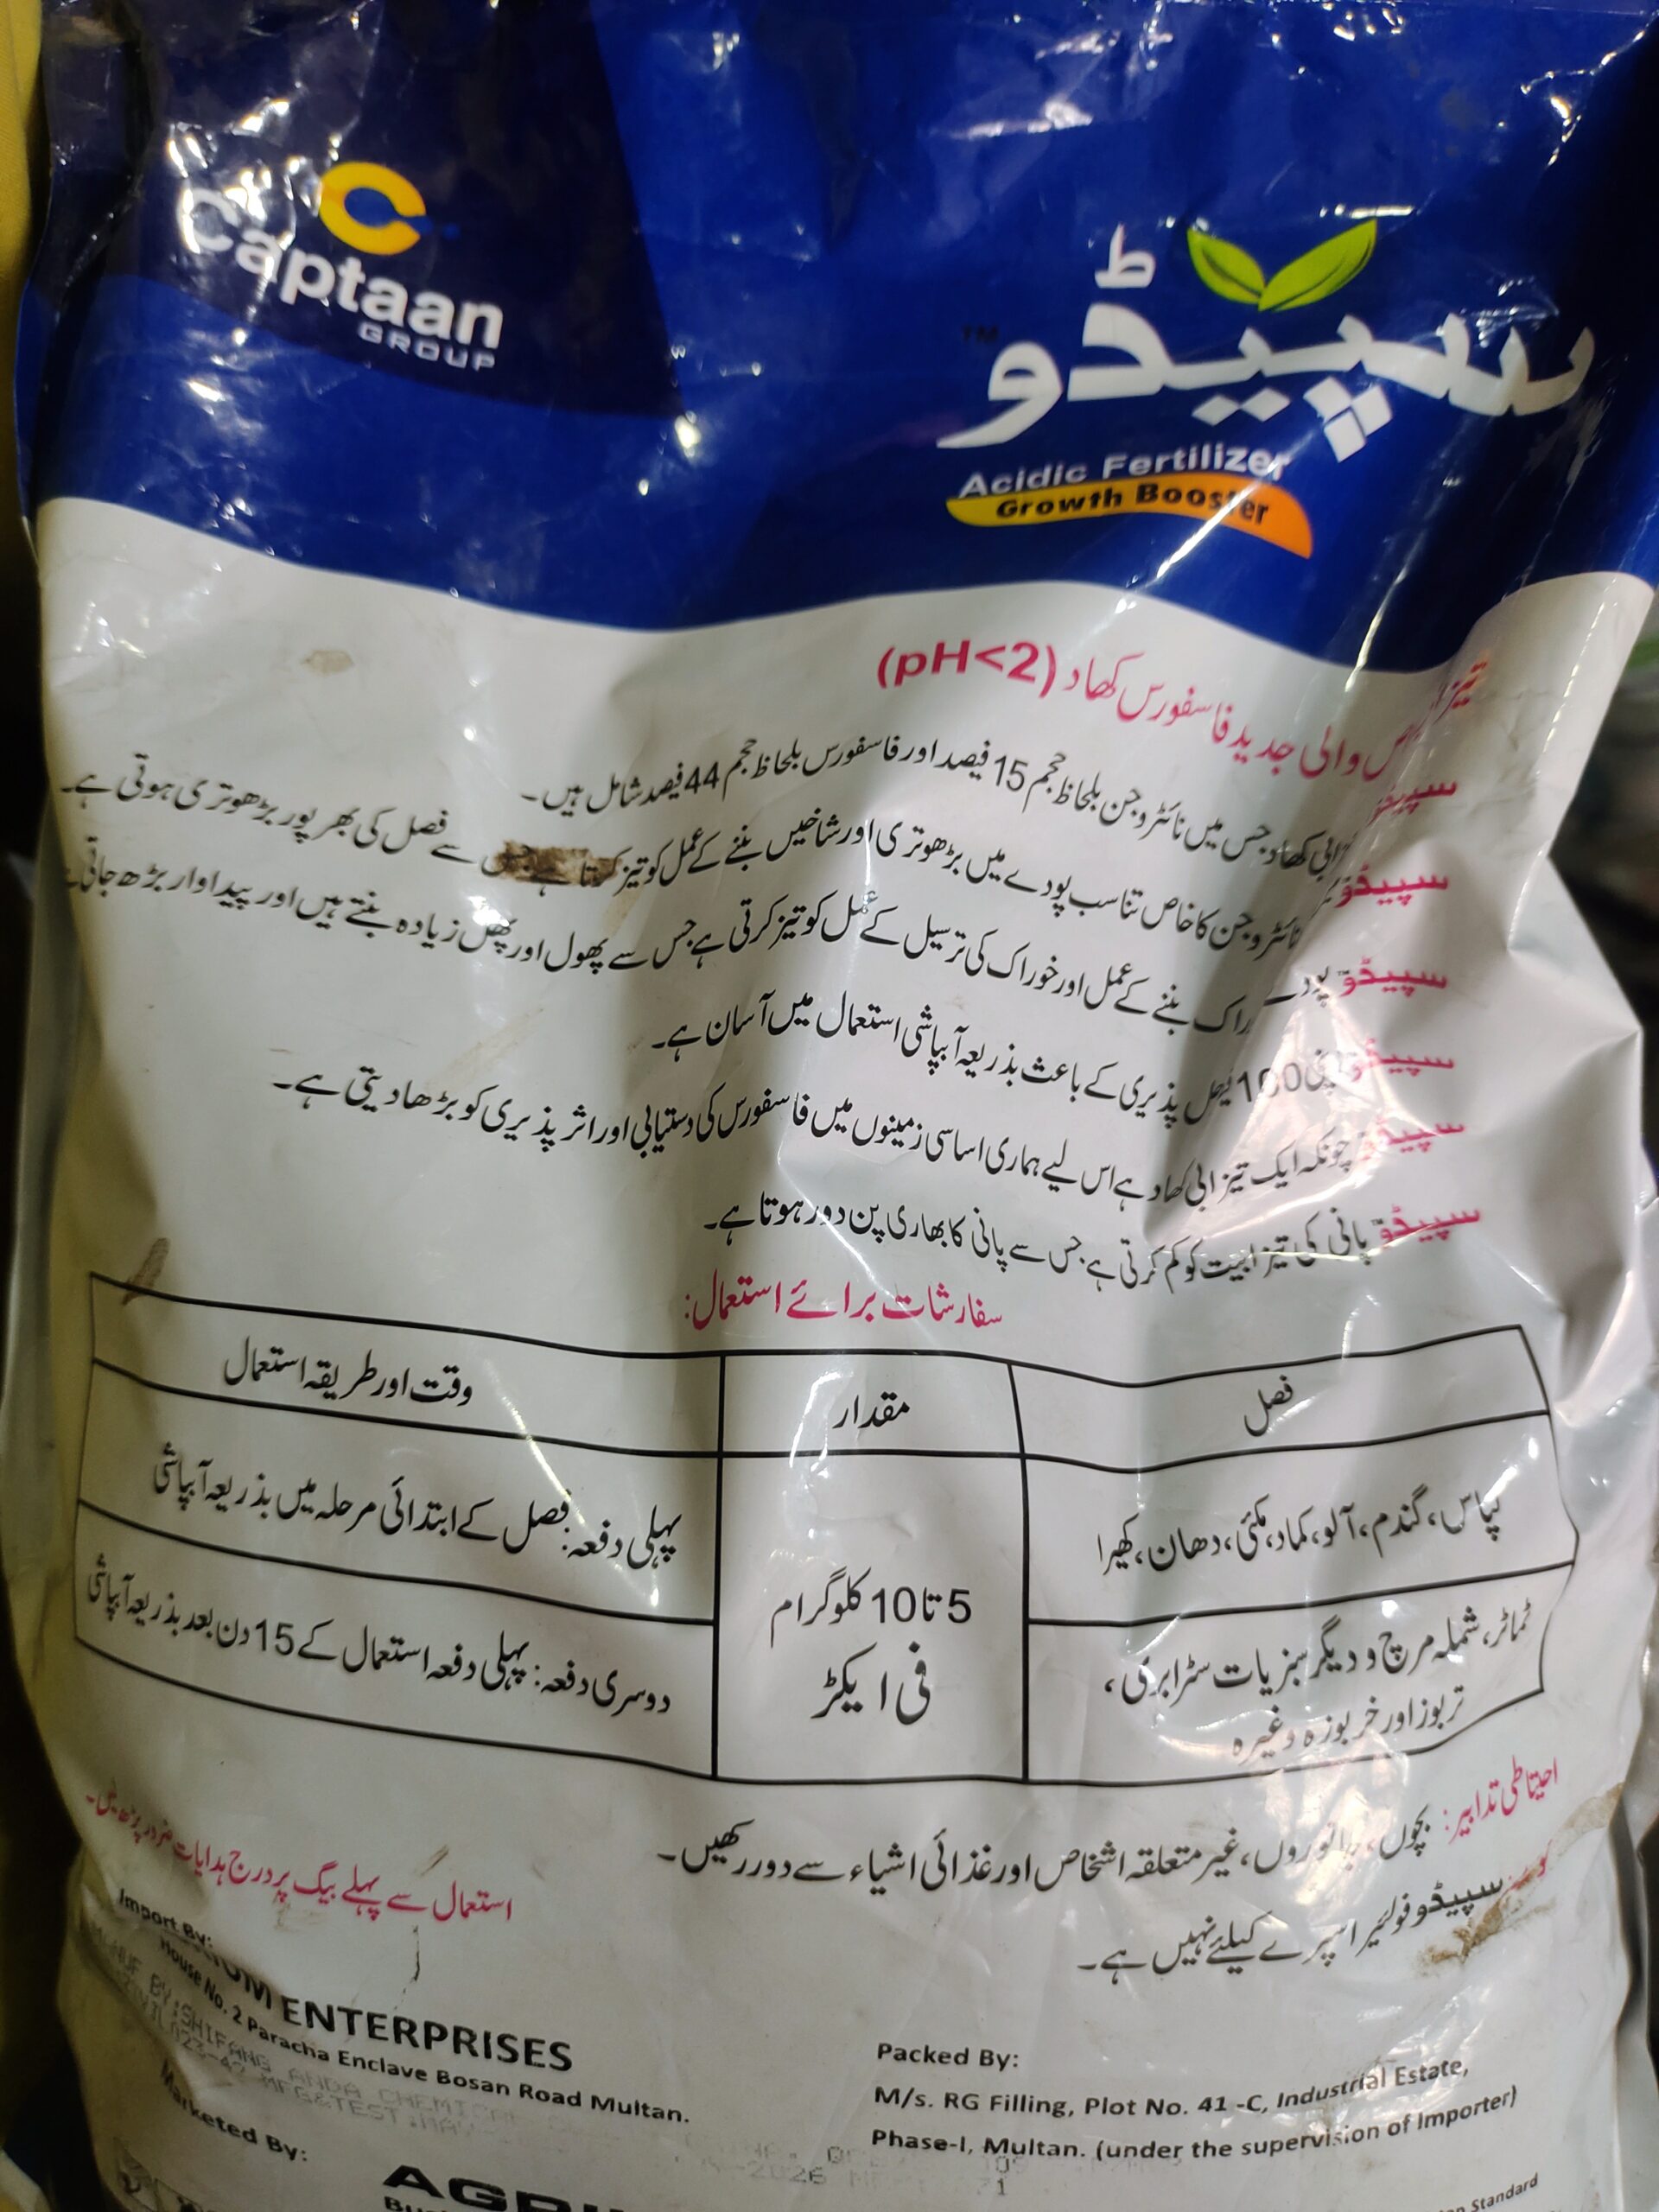 Captaan
GROUP
سپیڈو
TM
Acidic Fertilizer
Growth Booster
والی جدید فاسفورس کھاد (pH<2)
کھاد جس میں نائٹروجن بلحاظ حجم 15 فیصد اور فاسفورس بلحاظ حجم 44 فیصد شامل ہیں۔
سپیڈو نائٹروجن کا خاص تناسب پودے میں بڑھوتری اور شاخیں بننے کے عمل کو تیز کرتا ہے جس سے فصل کی بھرپور بڑھوتری ہوتی ہے۔
سپیڈو بننے کے عمل اور خوراک کی ترسیل کے عمل کو تیز کرتی ہے جس سے پھول اور پھل زیادہ بنتے ہیں اور پیداوار بڑھ جاتی
سپیڈو 100 پذیری کے باعث بذریعہ آبپاشی استعمال میں آسان ہے۔
سپیڈو چونکہ ایک تیزابی کھاد ہے اس لیے ہماری اساسی زمینوں میں فاسفورس کی دستیابی اور اثر پذیری کو بڑھا دیتی ہے۔
سپیڈو پانی کی تیزابیت کو کم کرتی ہے جس سے پانی کا بھاری پن دور ہوتا ہے۔
سفارشات برائے استعمال:
فصل مقدار وقت اور طریقہ استعمال
کپاس، گندم، آلو، کماد، مکئی، دھان، کھیرا
پہلی دفعہ: فصل کے ابتدائی مرحلہ میں بذریعہ آبپاشی
5 تا 10 کلوگرام
فی ایکڑ
ٹماٹر، شملہ مرچ و دیگر سبزیات سٹرابری،
تربوز اور خربوزہ وغیرہ
دوسری دفعہ: پہلی دفعہ استعمال کے 15 دن بعد بذریعہ آبپاشی
احتیاطی تدابیر: بچوں، جانوروں، غیر متعلقہ اشخاص اور غذائی اشیاء سے دور رکھیں۔
سپیڈو فولیئر اسپرے کیلئے نہیں ہے۔
استعمال سے پہلے بیگ پر درج ہدایات ضرور پڑھیں۔
Import By:
ENTERPRISES
House No. 2 Paracha Enclave Bosan Road Multan.
Marketed By:
Packed By:
M/s. RG Filling, Plot No. 41 -C, Industrial Estate,
Phase-I, Multan. (under the supervision of Importer)
Standard